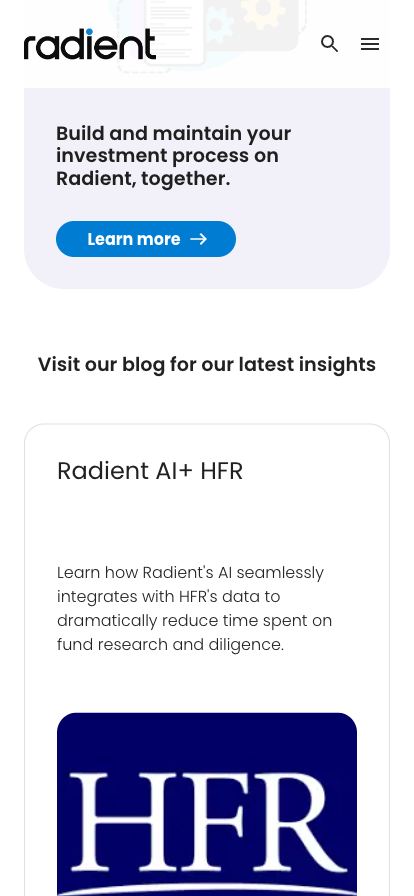 radient
Build and maintain your
investment process on
Radient, together.
Learn more
Visit our blog for our latest insights
Radient AI+ HFR
Learn how Radient's AI seamlessly
integrates with HFR's data to
dramatically reduce time spent on
fund research and diligence.
HFR